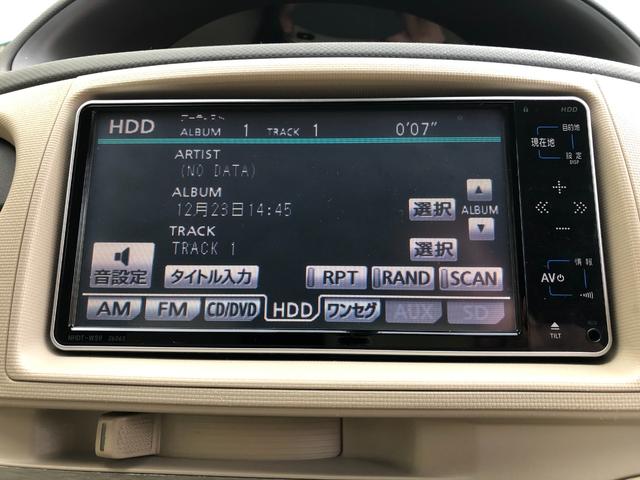 HDD
ALBUM 1 TRACK 1 0'07"
ARTIST
(NO DATA)
ALBUM
12月23日14:45
選択 ALBUM
TRACK
TRACK 1
選択
音設定
タイトル入力
RPT
RAND
SCAN
AM
FM
CD/DVD
HDD
ワンセグ
AUX
SD
HDD
目的地
現在地
設定
DISP
情報
AV
TILT